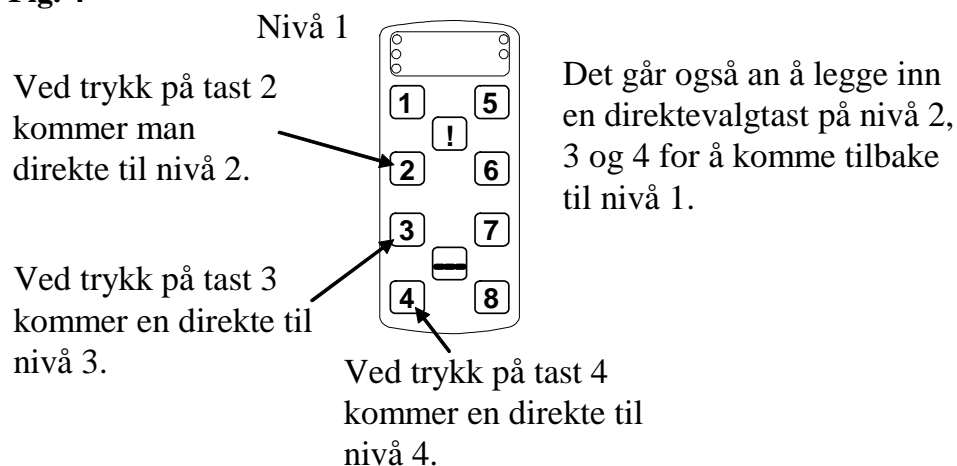 Nivå 1
Ved trykk på tast 2
kommer man
direkte til nivå 2.
Ved trykk på tast 3
kommer en direkte til
nivå 3.
1
5
!
2
6
3
7
4
8
Ved trykk på tast 4
kommer en direkte til
nivå 4.
Det går også an å legge inn
en direktevalgtast på nivå 2,
3 og 4 for å komme tilbake
til nivå 1.